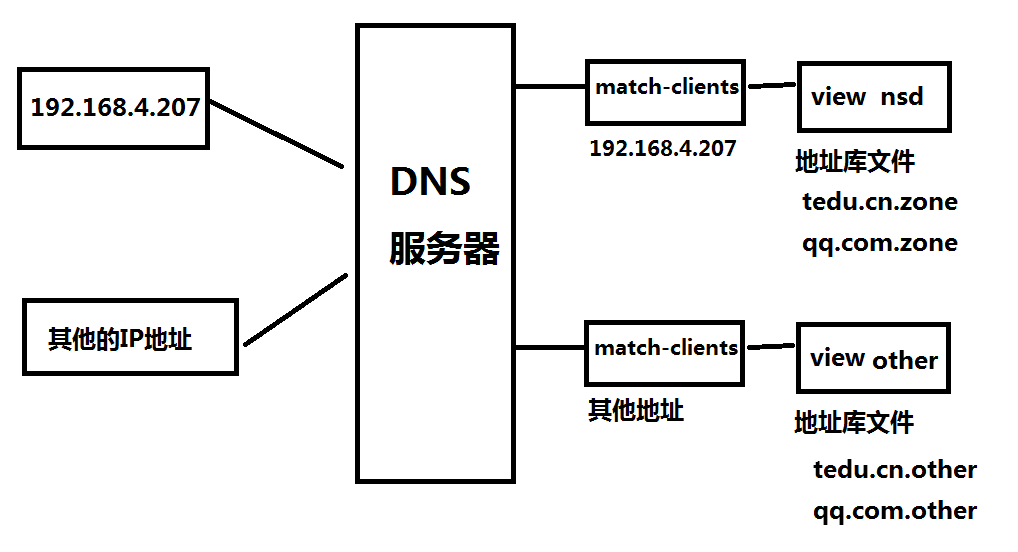 192.168.4.207
其他的IP地址
DNS
服务器
match-clients
192.168.4.207
view nsd
地址库文件
tedu.cn.zone
qq.com.zone
match-clients
其他地址
view other
地址库文件
tedu.cn.other
qq.com.other